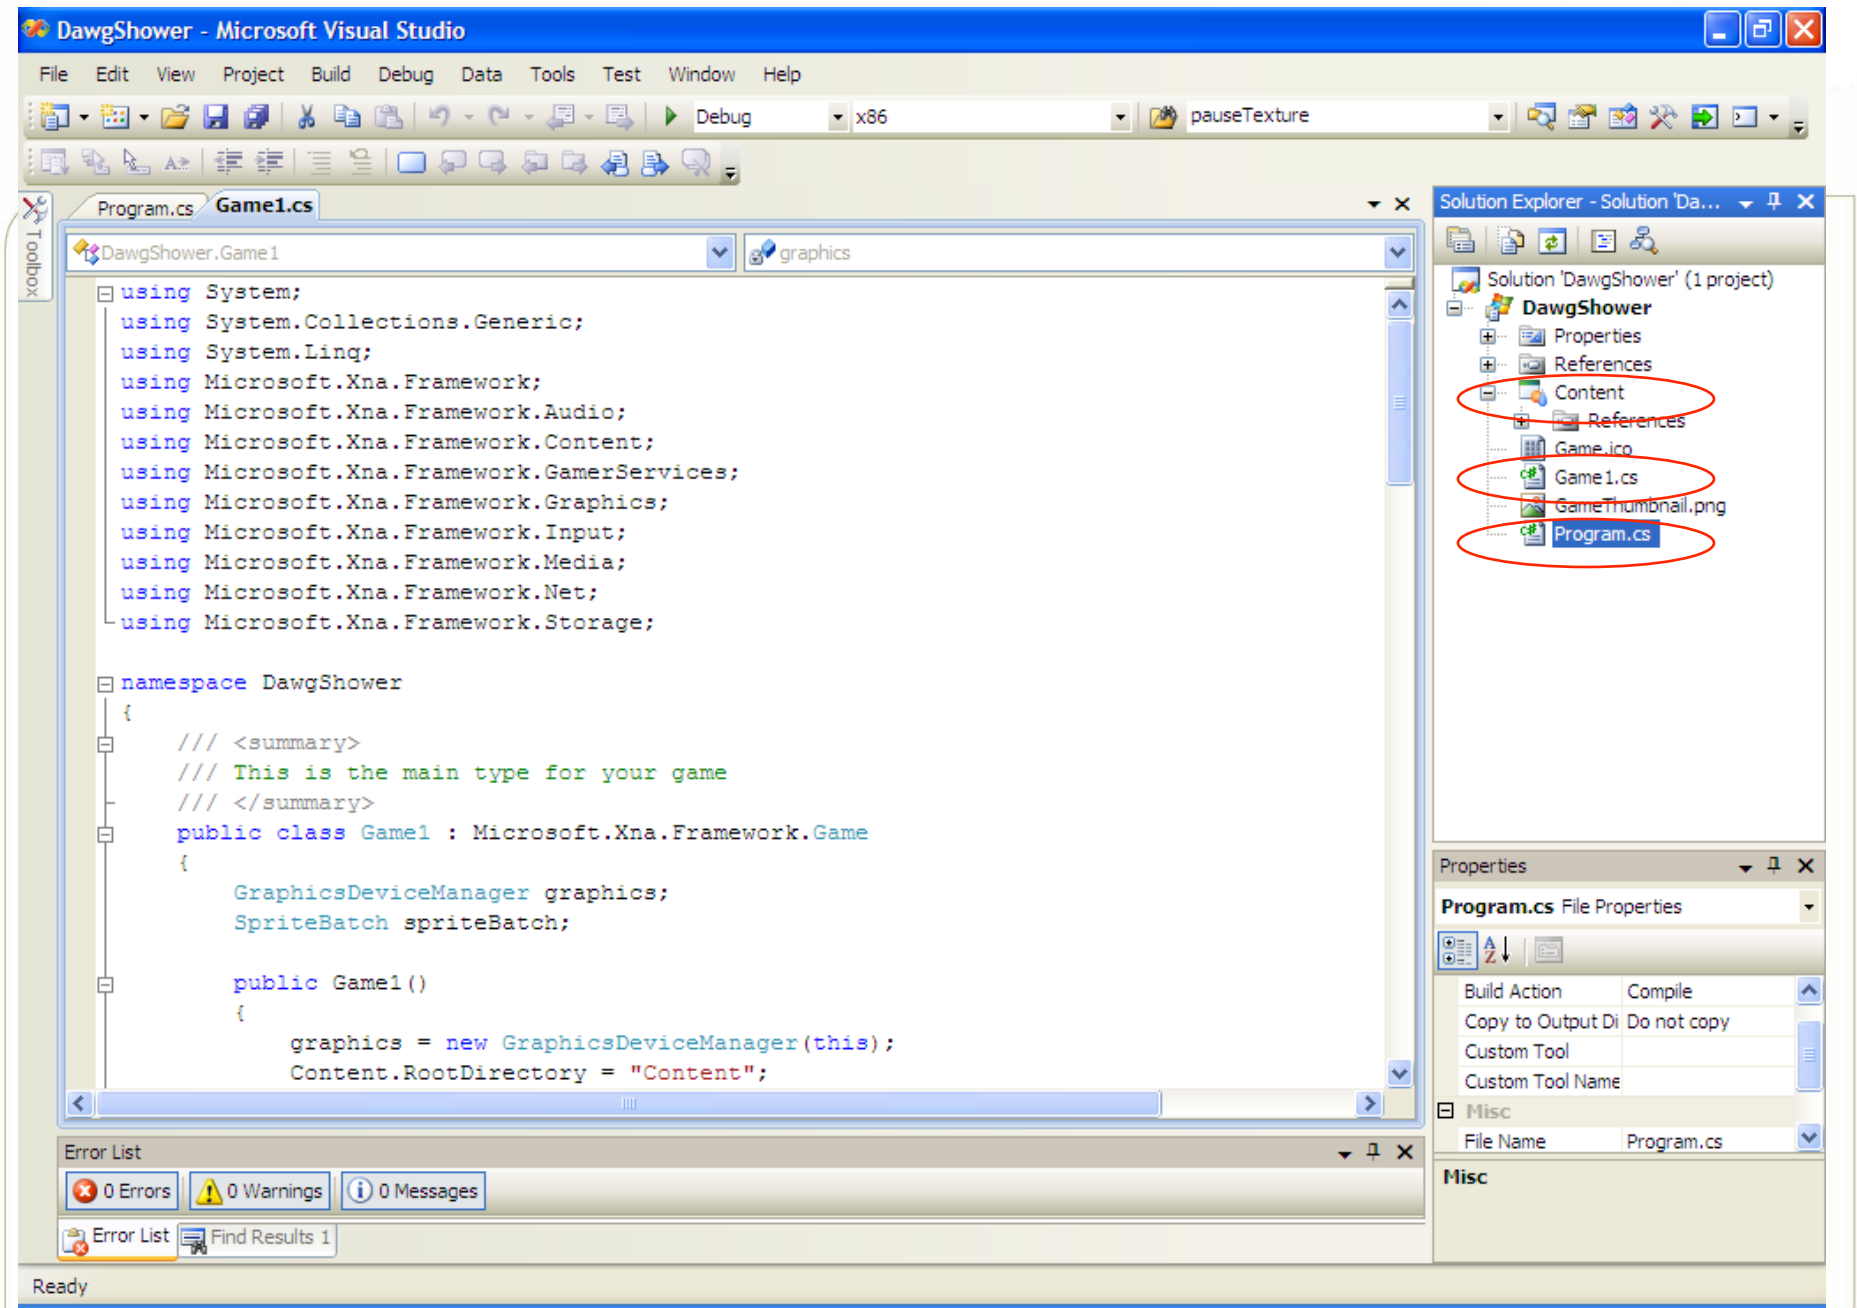 DawgShower - Microsoft Visual Studio
File Edit View Project Build Debug Data Tools Test Window Help
Debug x86 pauseTexture
Toolbox
Program.cs Game1.cs
DawgShower.Game1 graphics
using System;
using System.Collections.Generic;
using System.Linq;
using Microsoft.Xna.Framework;
using Microsoft.Xna.Framework.Audio;
using Microsoft.Xna.Framework.Content;
using Microsoft.Xna.Framework.GamerServices;
using Microsoft.Xna.Framework.Graphics;
using Microsoft.Xna.Framework.Input;
using Microsoft.Xna.Framework.Media;
using Microsoft.Xna.Framework.Net;
using Microsoft.Xna.Framework.Storage;
namespace DawgShower
{
/// <summary>
/// This is the main type for your game
/// </summary>
public class Game1 : Microsoft.Xna.Framework.Game
{
GraphicsDeviceManager graphics;
SpriteBatch spriteBatch;
public Game1()
{
graphics = new GraphicsDeviceManager(this);
Content.RootDirectory = "Content";
Error List
0 Errors 0 Warnings 0 Messages
Error List Find Results 1
Ready
Solution Explorer - Solution 'Da...
Solution 'DawgShower' (1 project)
DawgShower
Properties
References
Content
References
Game.ico
Game1.cs
GameThumbnail.png
Program.cs
Properties
Program.cs File Properties
Build Action Compile
Copy to Output Di Do not copy
Custom Tool
Custom Tool Name
Misc
File Name Program.cs
Misc